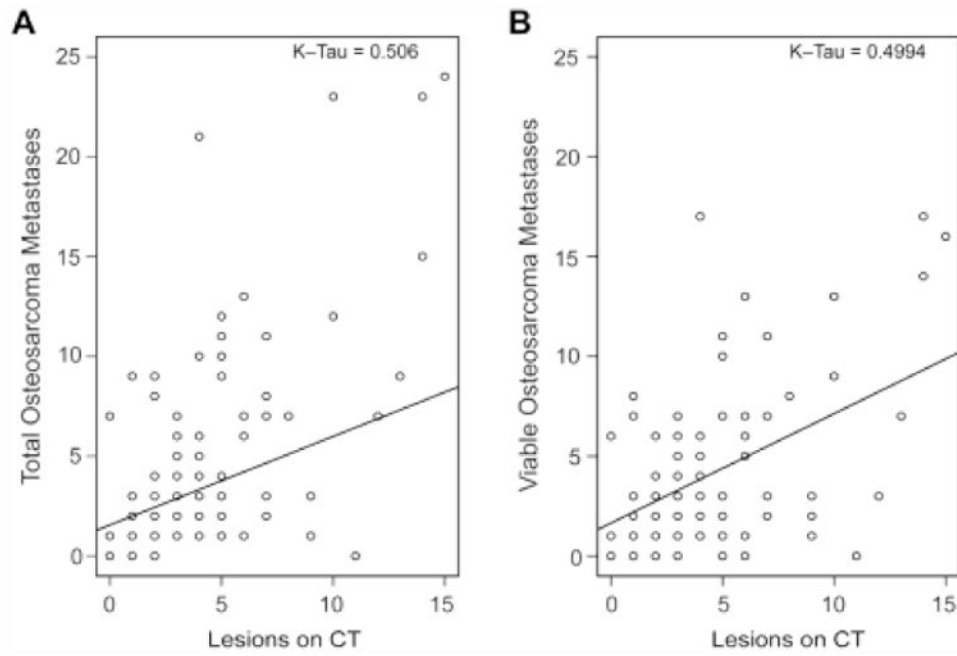 A
K–Tau = 0.506
Total Osteosarcoma Metastases
25
20
15
10
5
0
0 5 10 15
Lesions on CT
B
K–Tau = 0.4994
Viable Osteosarcoma Metastases
25
20
15
10
5
0
0 5 10 15
Lesions on CT